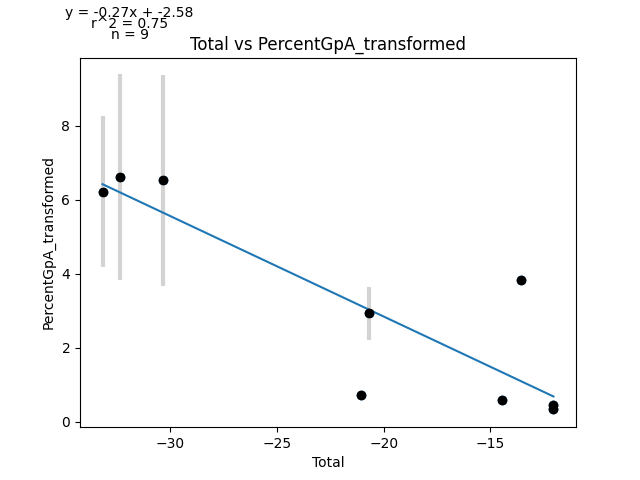 y = -0.27x + -2.58
r^2 = 0.75
n = 9
Total vs PercentGpA_transformed
PercentGpA_transformed
8
6
4
2
0
−30
−25
−20
−15
Total